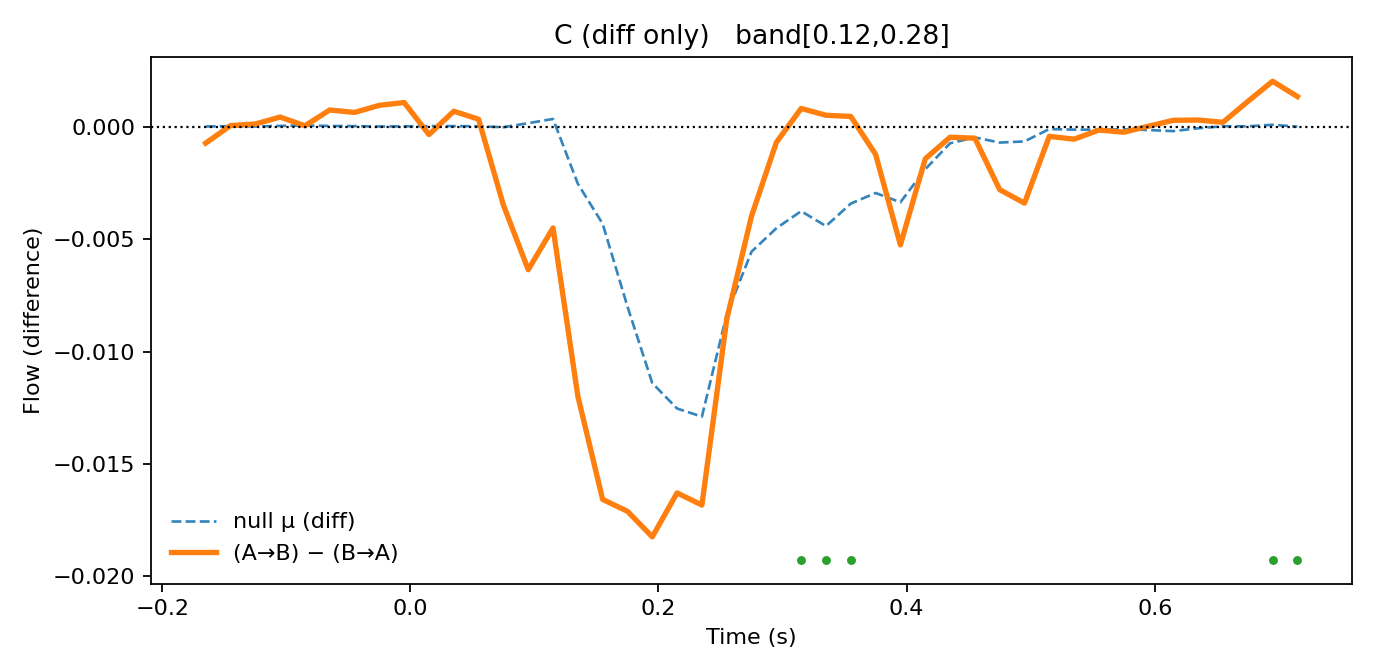 C (diff only)   band[0.12,0.28]
0.000
−0.005
−0.010
−0.015
−0.020
Flow (difference)
null μ (diff)
(A→B) − (B→A)
−0.2 0.0 0.2 0.4 0.6
Time (s)